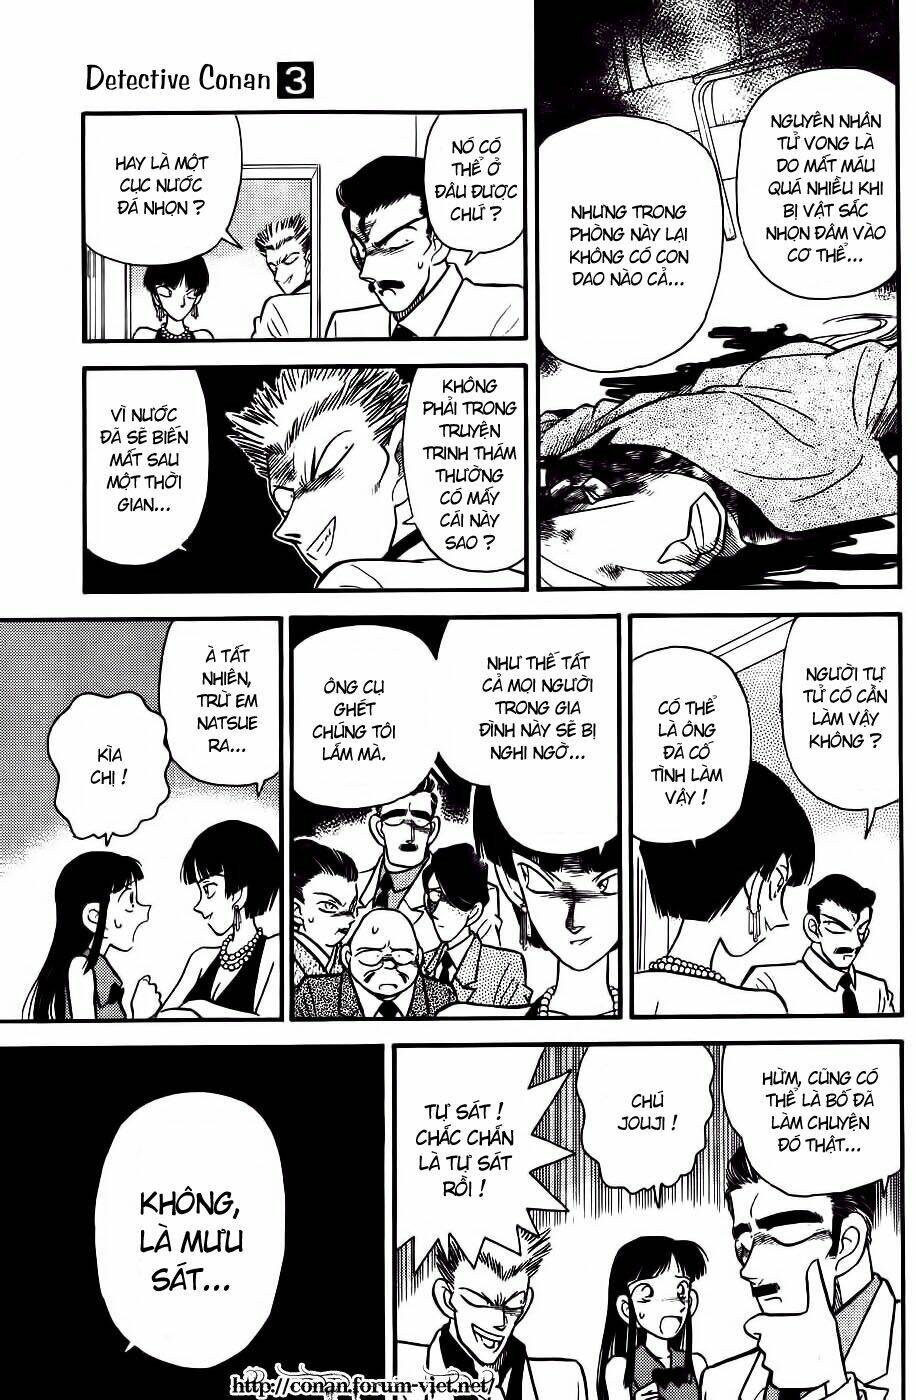 Detective Conan 3
NGUYÊN NHÂN
TỬ VONG LÀ
DO MẤT MÁU
QUÁ NHIỀU KHI
BỊ VẬT SẮC
NHỌN ĐÂM VÀO
CƠ THỂ...
NHƯNG TRONG
PHÒNG NÀY LẠI
KHÔNG CÓ CON
DAO NÀO CẢ...
NÓ CÓ
THỂ Ở
ĐÂU ĐƯỢC
CHỨ ?
HAY LÀ MỘT
CỤC NƯỚC
ĐÁ NHỌN ?
KHÔNG
PHẢI TRONG
TRUYỆN
TRINH THÁM
THƯỜNG
CÓ MẤY
CÁI NÀY
SAO ?
VÌ NƯỚC
ĐÁ SẼ BIẾN
MẤT SAU
MỘT THỜI
GIAN...
NGƯỜI TỰ
TỬ CÓ CẦN
LÀM VẬY
KHÔNG ?
CÓ THỂ
LÀ ÔNG
ĐÃ CỐ
TÌNH LÀM
VẬY !
NHƯ THẾ TẤT
CẢ MỌI NGƯỜI
TRONG GIA
ĐÌNH NÀY SẼ BỊ
NGHI NGỜ...
ÔNG CỤ
GHÉT
CHÚNG TÔI
LẮM MÀ.
À TẤT
NHIÊN,
TRỪ EM
NATSUE
RA...
KÌA
CHỊ !
HỪM, CŨNG CÓ
THỂ LÀ BỐ ĐÃ
LÀM CHUYỆN
ĐÓ THẬT...
CHÚ
JOUJI !
TỰ SÁT !
CHẮC CHẮN
LÀ TỰ SÁT
RỒI !
KHÔNG,
LÀ MƯU
SÁT...
http://conan.forum-viet.net/